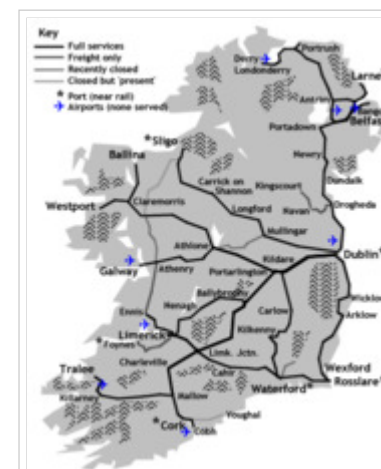 Key
Full services
Freight only
Recently closed
Closed but 'present'
* Port (near rail)
Airports (none served)
Portrush
Derry
Londonderry
Larne*
Antrim
Bangor
Belfast
Portadown
*Sligo
Newry
Ballina
Dundalk
Carrick on
Shannon
Kingscourt
Westport
Claremorris
Longford
Navan
Drogheda
Mullingar
Athlone
Dublin*
Galway
Athenry
Kildare
Portarlington
Ballybrophy
Wicklow
Ennis
Nenagh
Carlow
Arklow
Limerick
Kilkenny
*Foynes
Limk. Jctn.
Wexford
Tralee
Charleville
Cahir
Rosslare*
Waterford*
Killarney
Mallow
Youghal
*Cork
Cobh